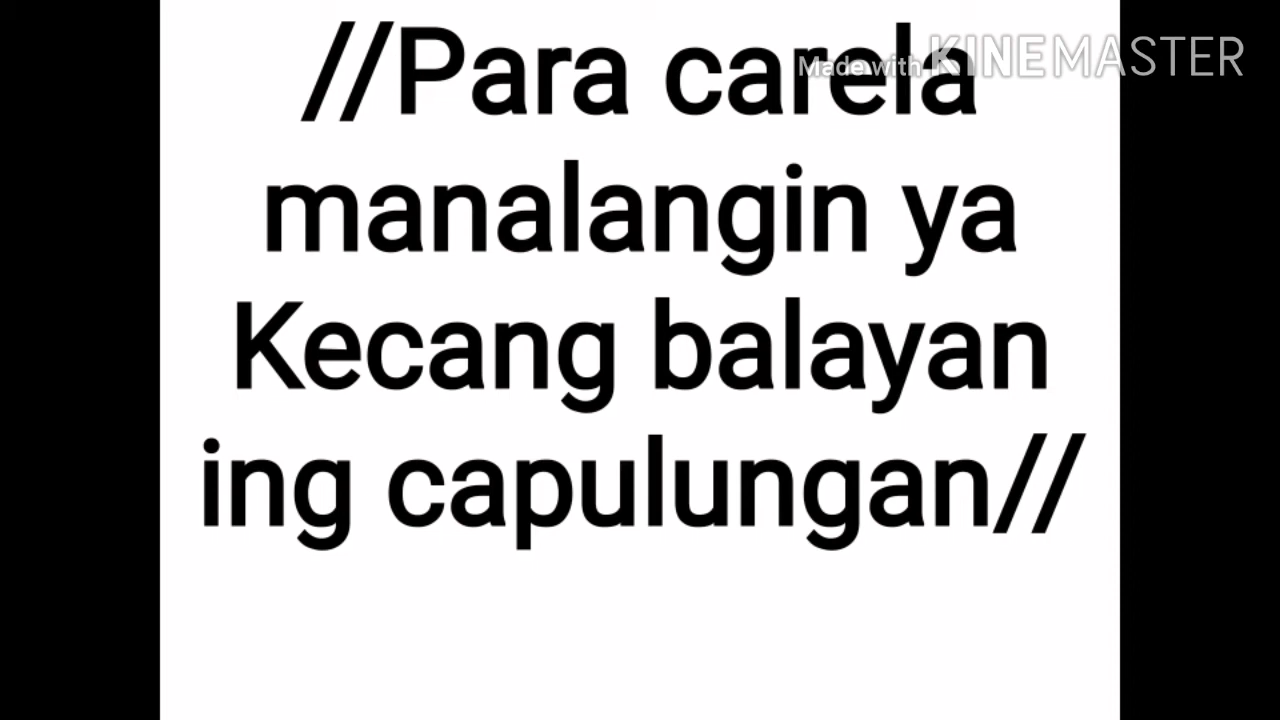 //Para carela
Made with KINEMASTER
manalangin ya
Kecang balayan
ing capulungan//